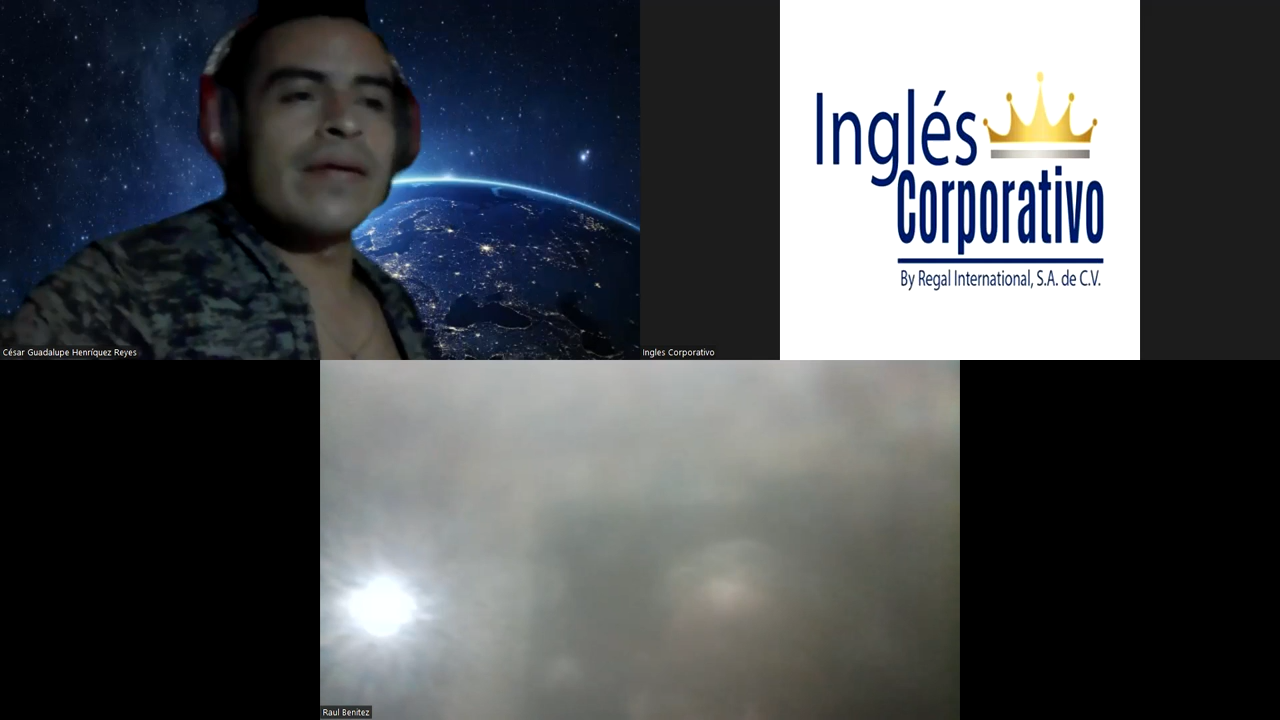 Inglés
Corporativo
By Regal International, S.A. de C.V.
César Guadalupe Henríquez Reyes
Ingles Corporativo
Raul Benitez